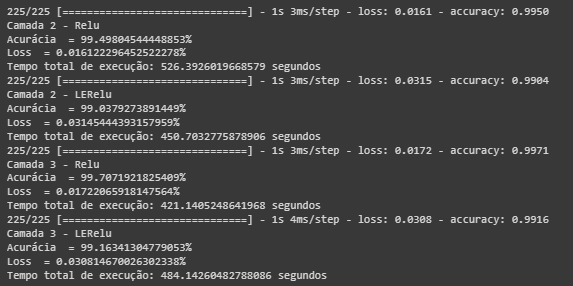 225/225 [==============================] - 1s 3ms/step - loss: 0.0161 - accuracy: 0.9950
Camada 2 - Relu
Acurácia  = 99.49804544448853%
Loss  = 0.016122296452522278%
Tempo total de execução: 526.3926019668579 segundos
225/225 [==============================] - 1s 3ms/step - loss: 0.0315 - accuracy: 0.9904
Camada 2 - LERelu
Acurácia  = 99.0379273891449%
Loss  = 0.03145444393157959%
Tempo total de execução: 450.7032775878906 segundos
225/225 [==============================] - 1s 3ms/step - loss: 0.0172 - accuracy: 0.9971
Camada 3 - Relu
Acurácia  = 99.7071921825409%
Loss  = 0.01722065918147564%
Tempo total de execução: 421.1405248641968 segundos
225/225 [==============================] - 1s 4ms/step - loss: 0.0308 - accuracy: 0.9916
Camada 3 - LERelu
Acurácia  = 99.16341304779053%
Loss  = 0.030814670026302338%
Tempo total de execução: 484.14260482788086 segundos